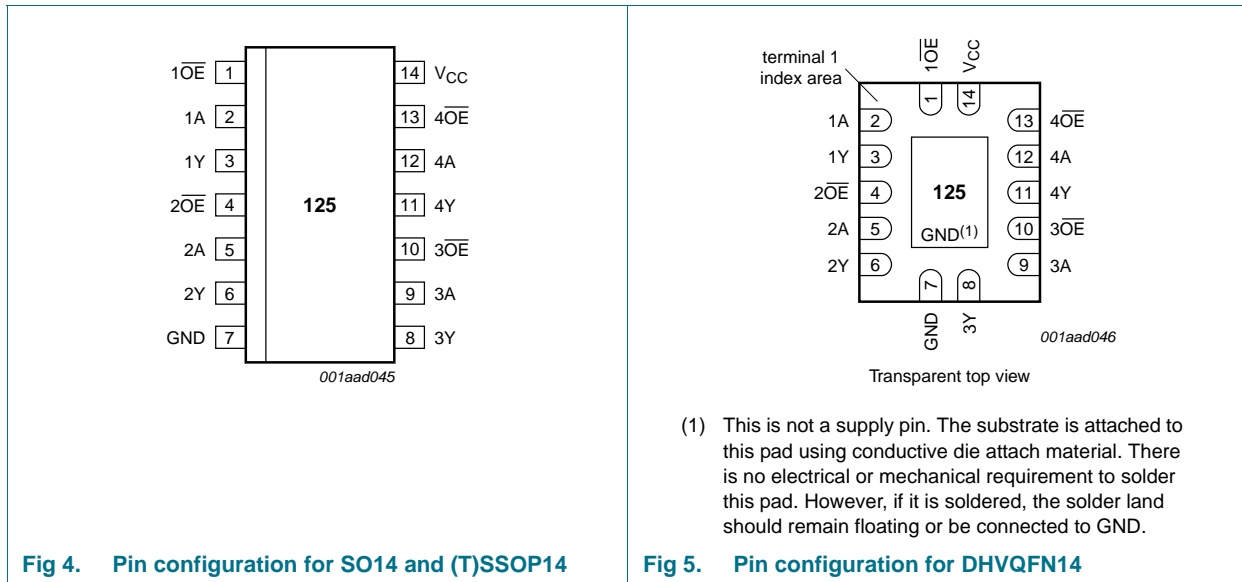 1OE 1
1A 2
1Y 3
2OE 4
2A 5
2Y 6
GND 7
125
14 VCC
13 4OE
12 4A
11 4Y
10 3OE
9 3A
8 3Y
001aad045
Fig 4. Pin configuration for SO14 and (T)SSOP14
terminal 1
index area
1OE
VCC
1
14
1A 2
1Y 3
2OE 4
2A 5
2Y 6
125
GND(1)
13 4OE
12 4A
11 4Y
10 3OE
9 3A
7
8
GND
3Y
001aad046
Transparent top view
(1) This is not a supply pin. The substrate is attached to
this pad using conductive die attach material. There
is no electrical or mechanical requirement to solder
this pad. However, if it is soldered, the solder land
should remain floating or be connected to GND.
Fig 5. Pin configuration for DHVQFN14